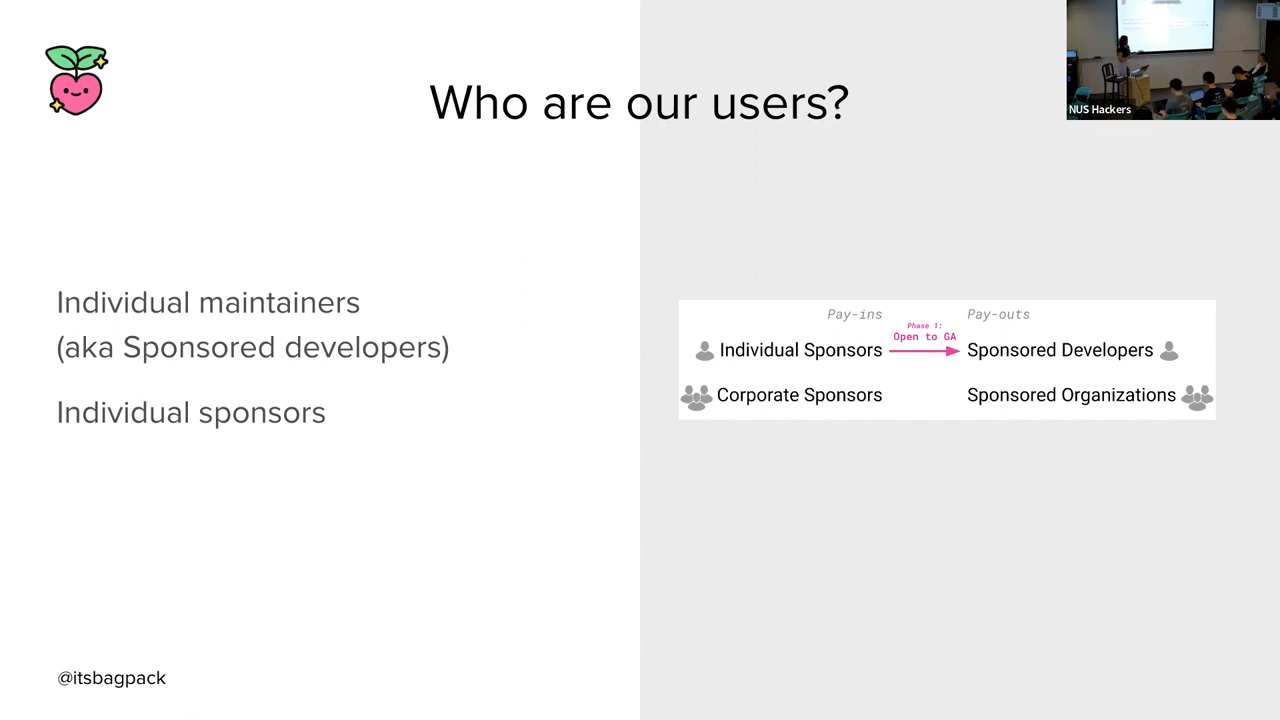 Who are our users?
NUS Hackers
Individual maintainers
(aka Sponsored developers)
Individual sponsors
Pay-ins
Pay-outs
Phase 1:
Open to GA
Individual Sponsors
Sponsored Developers
Corporate Sponsors
Sponsored Organizations
@itsbagpack